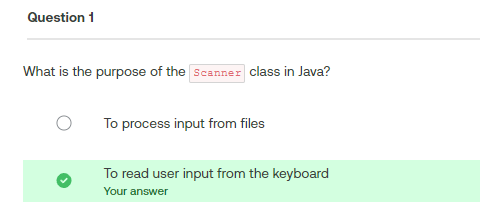 Question 1
What is the purpose of the Scanner class in Java?
To process input from files
To read user input from the keyboard
Your answer